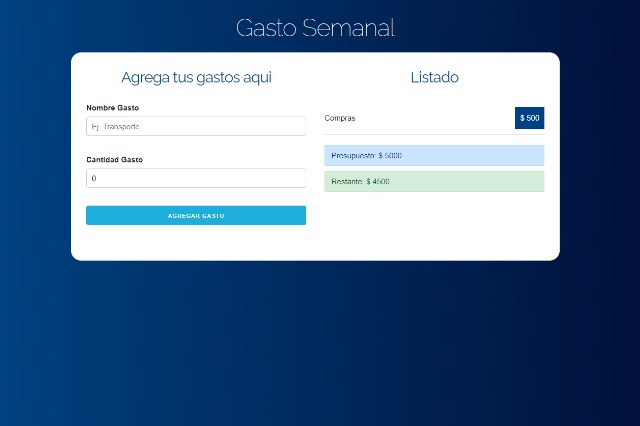 Gasto Semanal
Agrega tus gastos aqui
Nombre Gasto
Ej. Transporte
Cantidad Gasto
0
AGREGAR GASTO
Listado
Compras
$ 500
Presupuesto: $ 5000
Restante: $ 4500